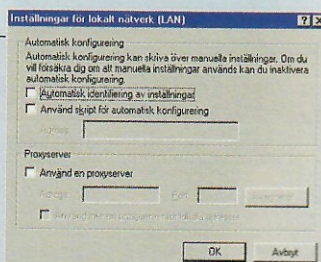 Inställningar för lokalt nätverk (LAN)
Automatisk konfigurering
Automatisk konfigurering kan skriva över manuella inställningar. Om du
vill försäkra dig om att manuella inställningar används kan du inaktivera
automatisk konfigurering.
Automatisk identifiering av inställningar
Använd skript för automatisk konfigurering
Adress:
Proxyserver
Använd en proxyserver
Adress:
Port:
OK
Avbryt